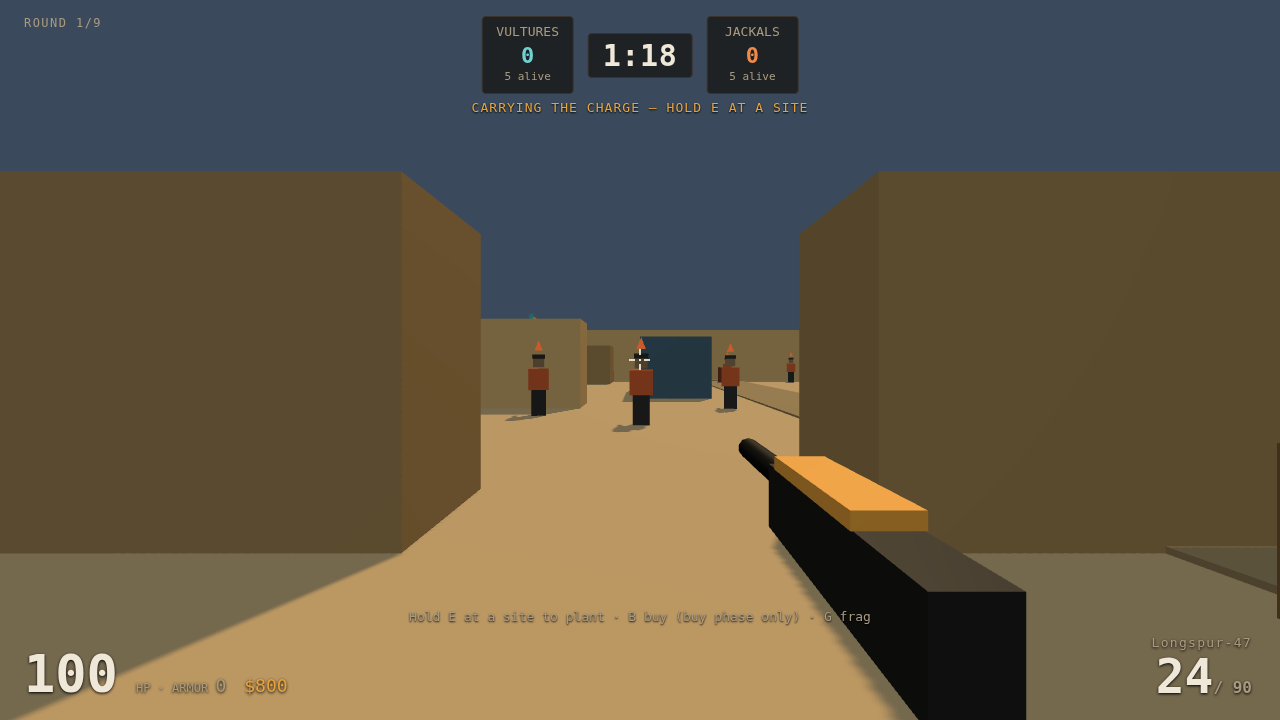 ROUND 1/9
VULTURES
0
5 alive
1:18
JACKALS
0
5 alive
CARRYING THE CHARGE — HOLD E AT A SITE
Hold E at a site to plant · B buy (buy phase only) · G frag
100 HP · ARMOR 0 $800
Longspur-47
24 / 90